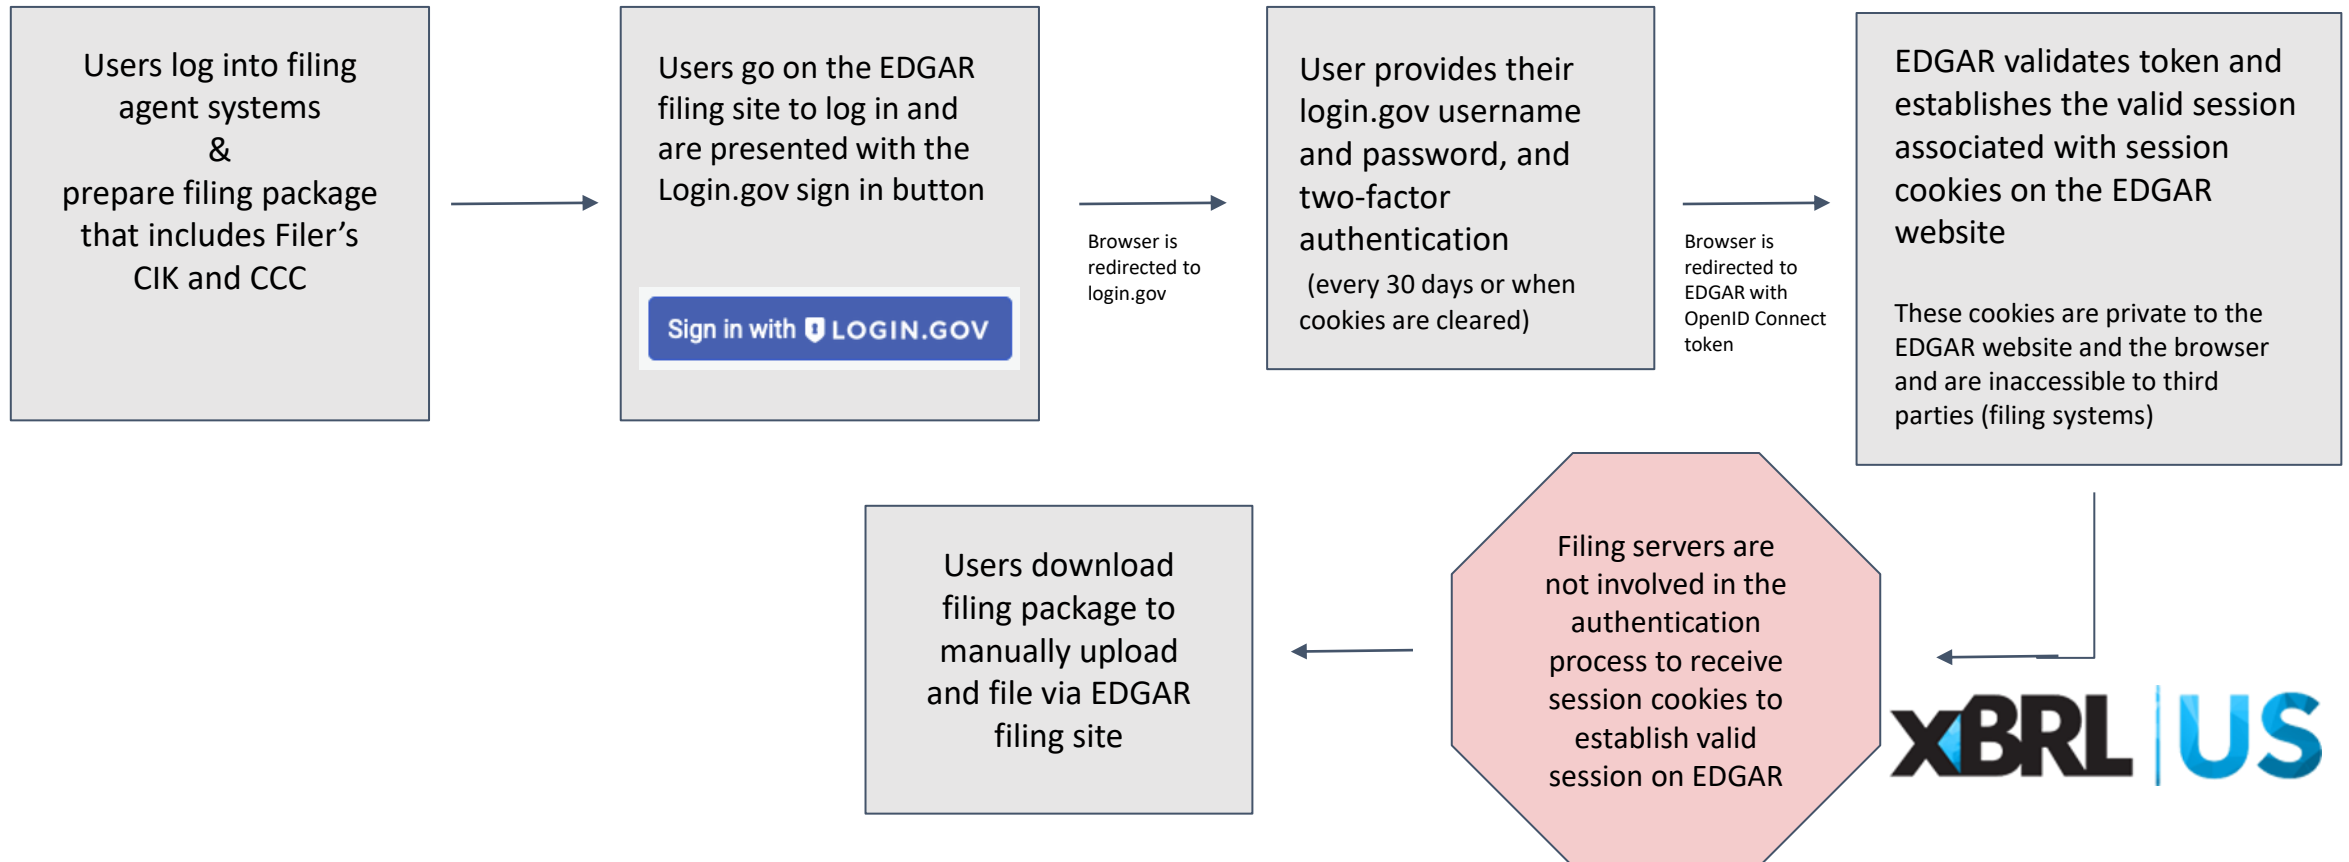 Users log into filing
agent systems
&
prepare filing package
that includes Filer’s
CIK and CCC
Users go on the EDGAR
filing site to log in and
are presented with the
Login.gov sign in button
Sign in with LOGIN.GOV
Browser is
redirected to
login.gov
User provides their
login.gov username
and password, and
two-factor
authentication
(every 30 days or when
cookies are cleared)
Browser is
redirected to
EDGAR with
OpenID Connect
token
EDGAR validates token and
establishes the valid session
associated with session
cookies on the EDGAR
website
These cookies are private to the
EDGAR website and the browser
and are inaccessible to third
parties (filing systems)
Filing servers are
not involved in the
authentication
process to receive
session cookies to
establish valid
session on EDGAR
Users download
filing package to
manually upload
and file via EDGAR
filing site
XBRL | US